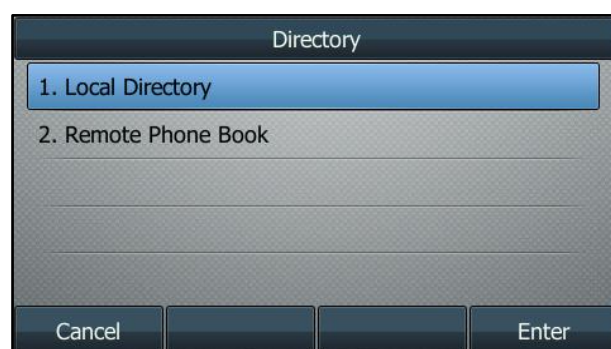 Directory
1. Local Directory
2. Remote Phone Book
Cancel
Enter